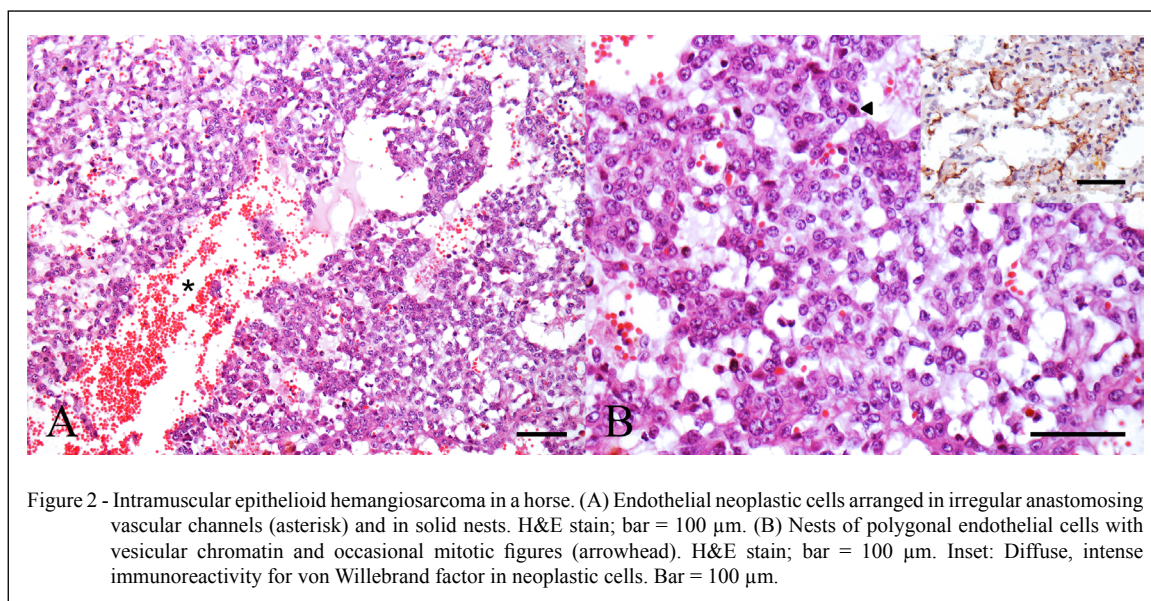 A
*
B
Figure 2 - Intramuscular epithelioid hemangiosarcoma in a horse. (A) Endothelial neoplastic cells arranged in irregular anastomosing
vascular channels (asterisk) and in solid nests. H&E stain; bar = 100 µm. (B) Nests of polygonal endothelial cells with
vesicular chromatin and occasional mitotic figures (arrowhead). H&E stain; bar = 100 µm. Inset: Diffuse, intense
immunoreactivity for von Willebrand factor in neoplastic cells. Bar = 100 µm.